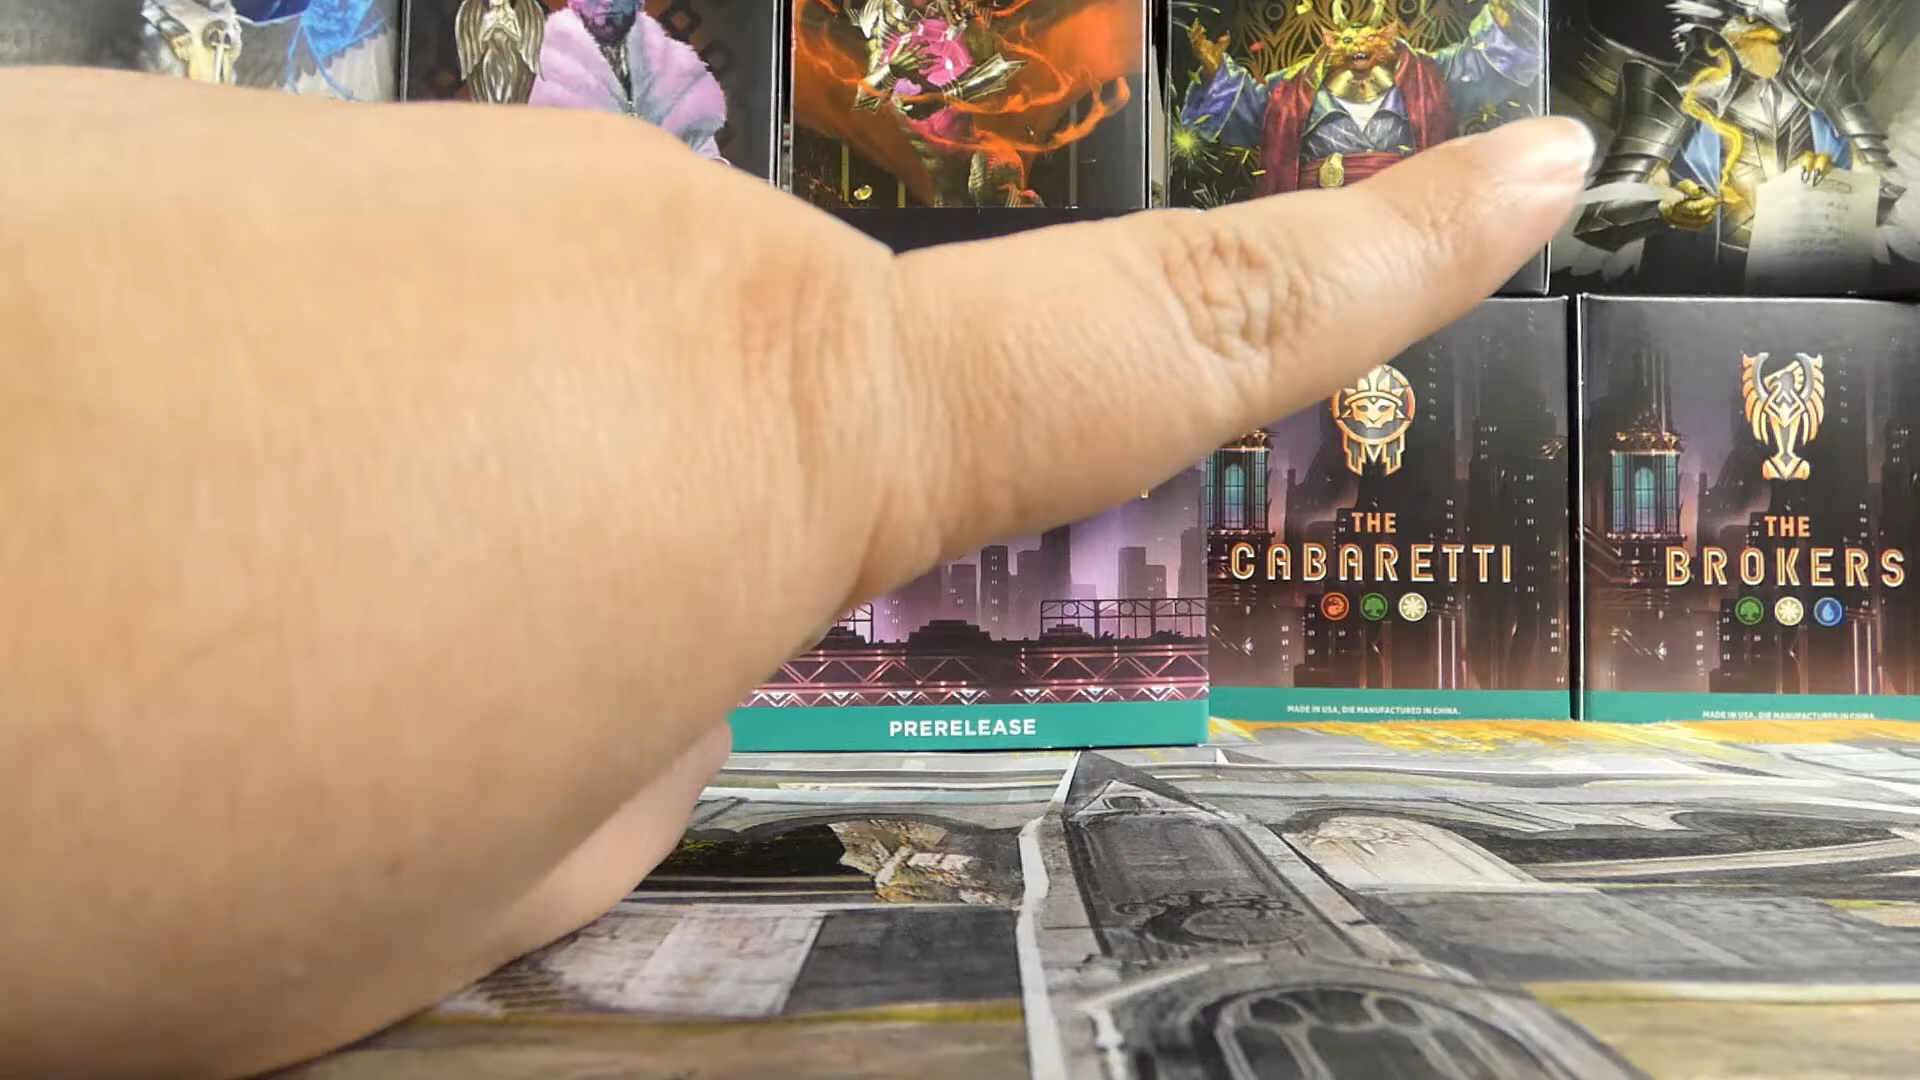 THE
CABARETTI
THE
BROKERS
MADE IN USA, DIE MANUFACTURED IN CHINA.
MADE IN USA, DIE MANUFACTURED IN CHINA.
PRERELEASE